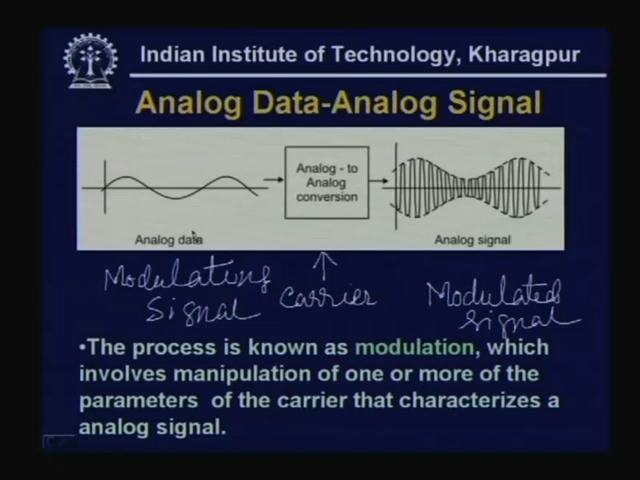 Indian Institute of Technology, Kharagpur
Analog Data-Analog Signal
Analog - to
Analog
conversion
Analog data
Analog signal
Modulating
Signal
Carrier
Modulated
Signal
•The process is known as modulation, which
involves manipulation of one or more of the
parameters of the carrier that characterizes a
analog signal.